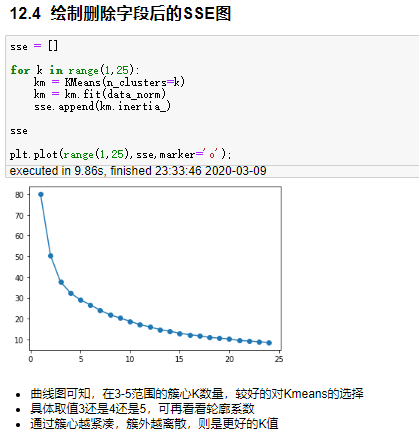 12.4 绘制删除字段后的SSE图
sse = []
for k in range(1,25):
    km = KMeans(n_clusters=k)
    km = km.fit(data_norm)
    sse.append(km.inertia_)
sse
plt.plot(range(1,25),sse,marker='o');
executed in 9.86s, finished 23:33:46 2020-03-09
80
70
60
50
40
30
20
10
0 5 10 15 20 25
• 曲线图可知，在3-5范围的簇心K数量，较好的对Kmeans的选择
• 具体取值3还是4还是5，可再看看轮廓系数
• 通过簇心越紧凑，簇外越离散，则是更好的K值